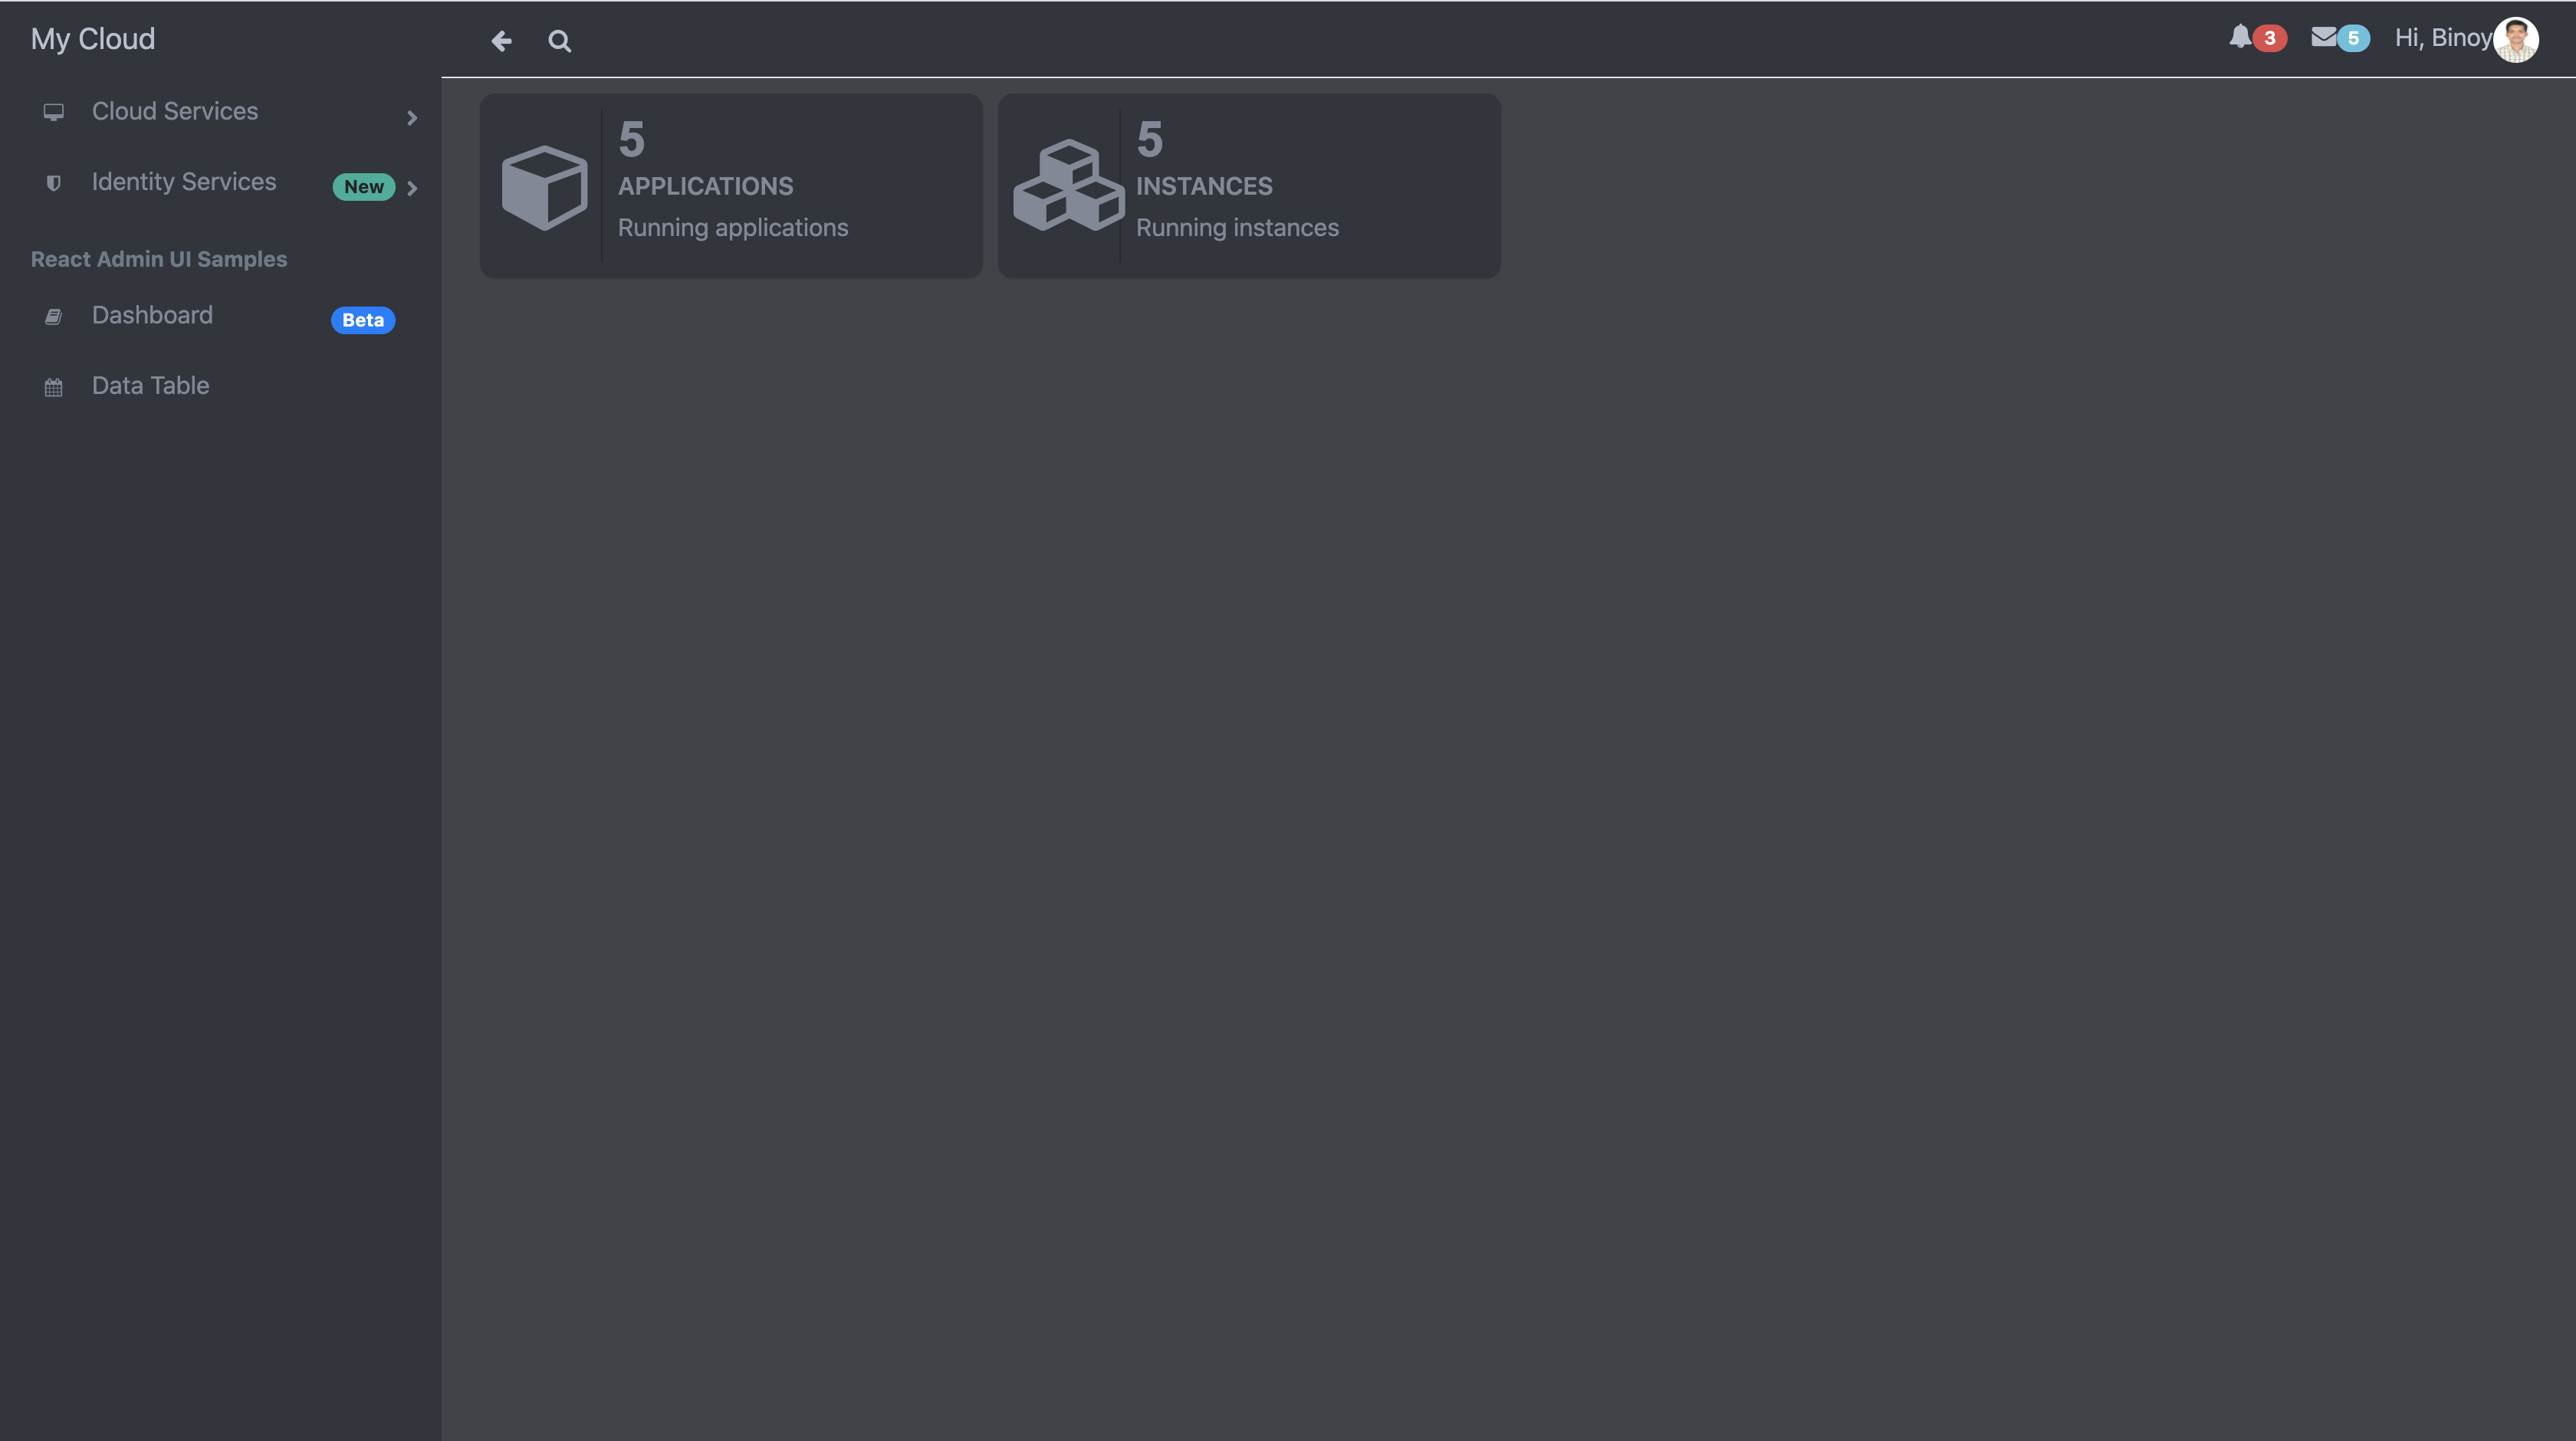 My Cloud
3
5
Hi, Binoy
Cloud Services
Identity Services
New
React Admin UI Samples
Dashboard
Beta
Data Table
5
APPLICATIONS
Running applications
5
INSTANCES
Running instances